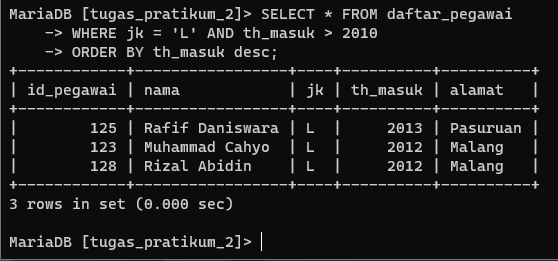 MariaDB [tugas_pratikum_2]> SELECT * FROM daftar_pegawai
    -> WHERE jk = 'L' AND th_masuk > 2010
    -> ORDER BY th_masuk desc;
+------------+-----------------+----+----------+----------+
| id_pegawai | nama            | jk | th_masuk | alamat   |
+------------+-----------------+----+----------+----------+
|        125 | Rafif Daniswara | L  |     2013 | Pasuruan |
|        123 | Muhammad Cahyo  | L  |     2012 | Malang   |
|        128 | Rizal Abidin    | L  |     2012 | Malang   |
+------------+-----------------+----+----------+----------+
3 rows in set (0.000 sec)

MariaDB [tugas_pratikum_2]>